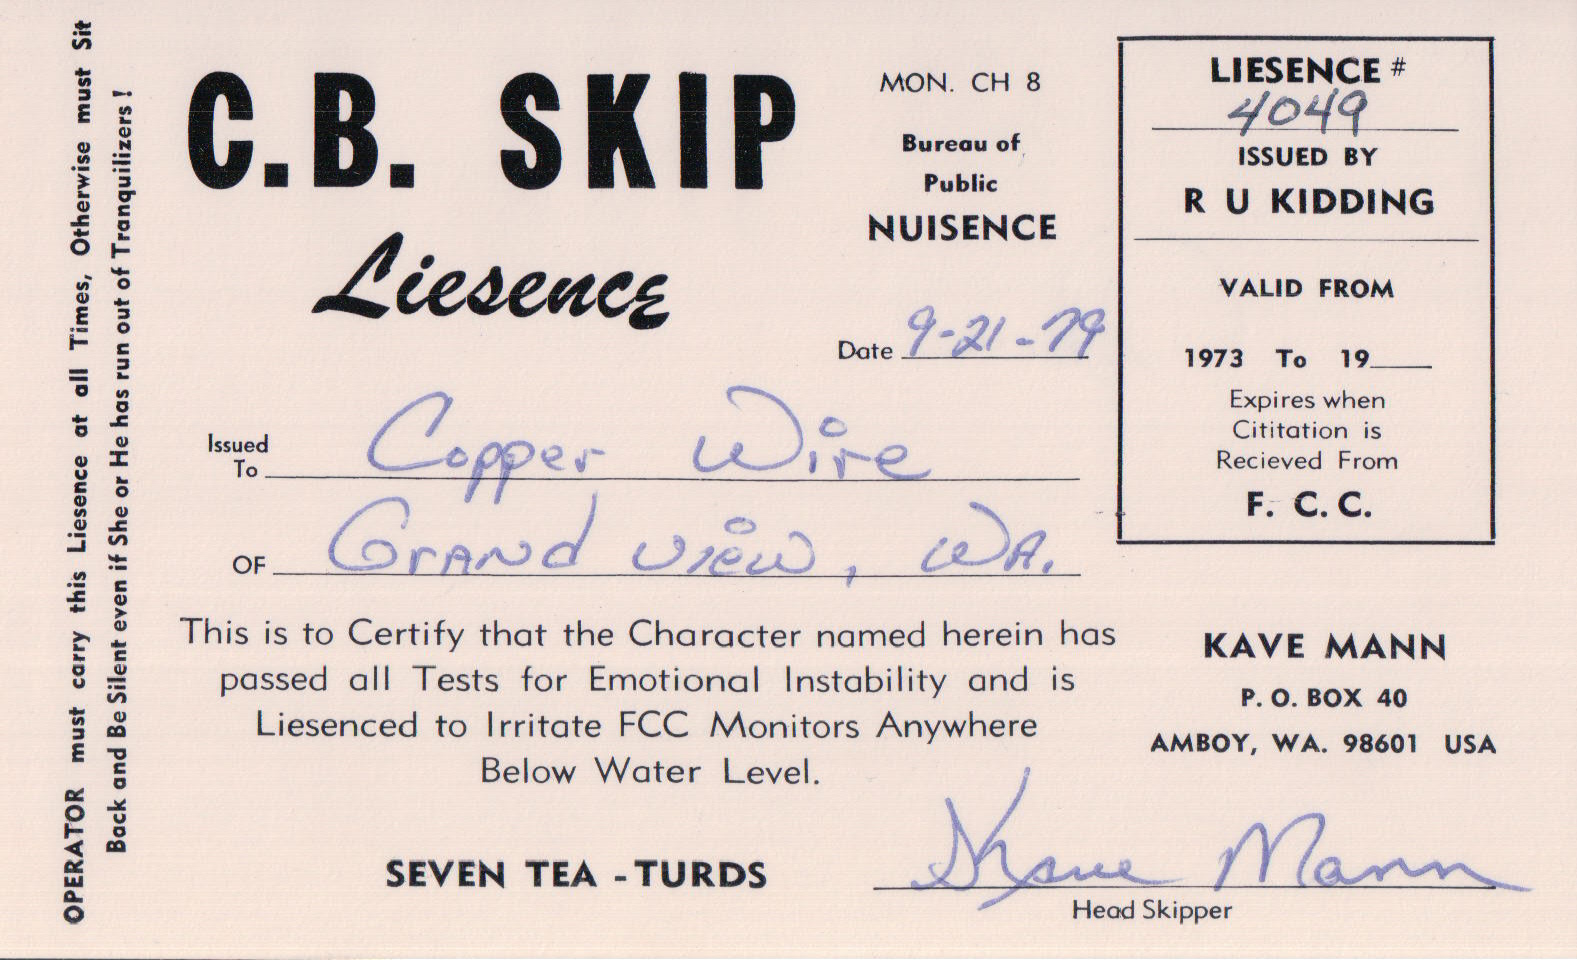 OPERATOR must carry this Liesence at all Times, Otherwise must Sit
Back and Be Silent even if She or He has run out of Tranquilizers!
C.B. SKIP
Liesence
MON. CH 8
Bureau of
Public
NUISENCE
Date 9-21-79
LIESENCE #
4049
ISSUED BY
R U KIDDING
VALID FROM
1973 To 19
Expires when
Cititation is
Recieved From
F. C. C.
Issued
To Copper Wire
OF Grand view, WA.
This is to Certify that the Character named herein has
passed all Tests for Emotional Instability and is
Liesenced to Irritate FCC Monitors Anywhere
Below Water Level.
KAVE MANN
P. O. BOX 40
AMBOY, WA. 98601 USA
SEVEN TEA - TURDS
Kave Mann
Head Skipper